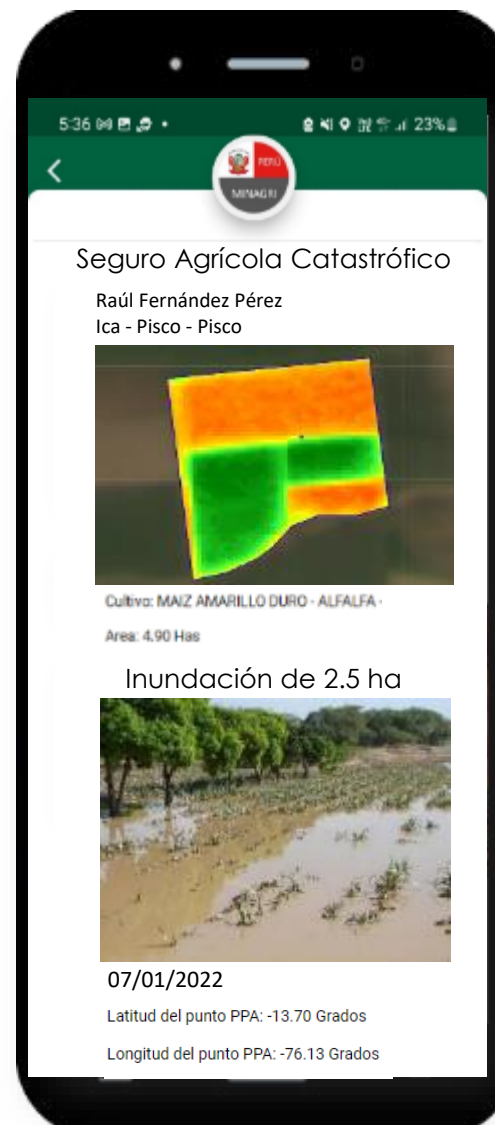 5:36
23%
PERÚ
MINAGRI
Seguro Agrícola Catastrófico
Raúl Fernández Pérez
Ica - Pisco - Pisco
Cultivo: MAIZ AMARILLO DURO - ALFALFA -
Area: 4.90 Has
Inundación de 2.5 ha
07/01/2022
Latitud del punto PPA: -13.70 Grados
Longitud del punto PPA: -76.13 Grados